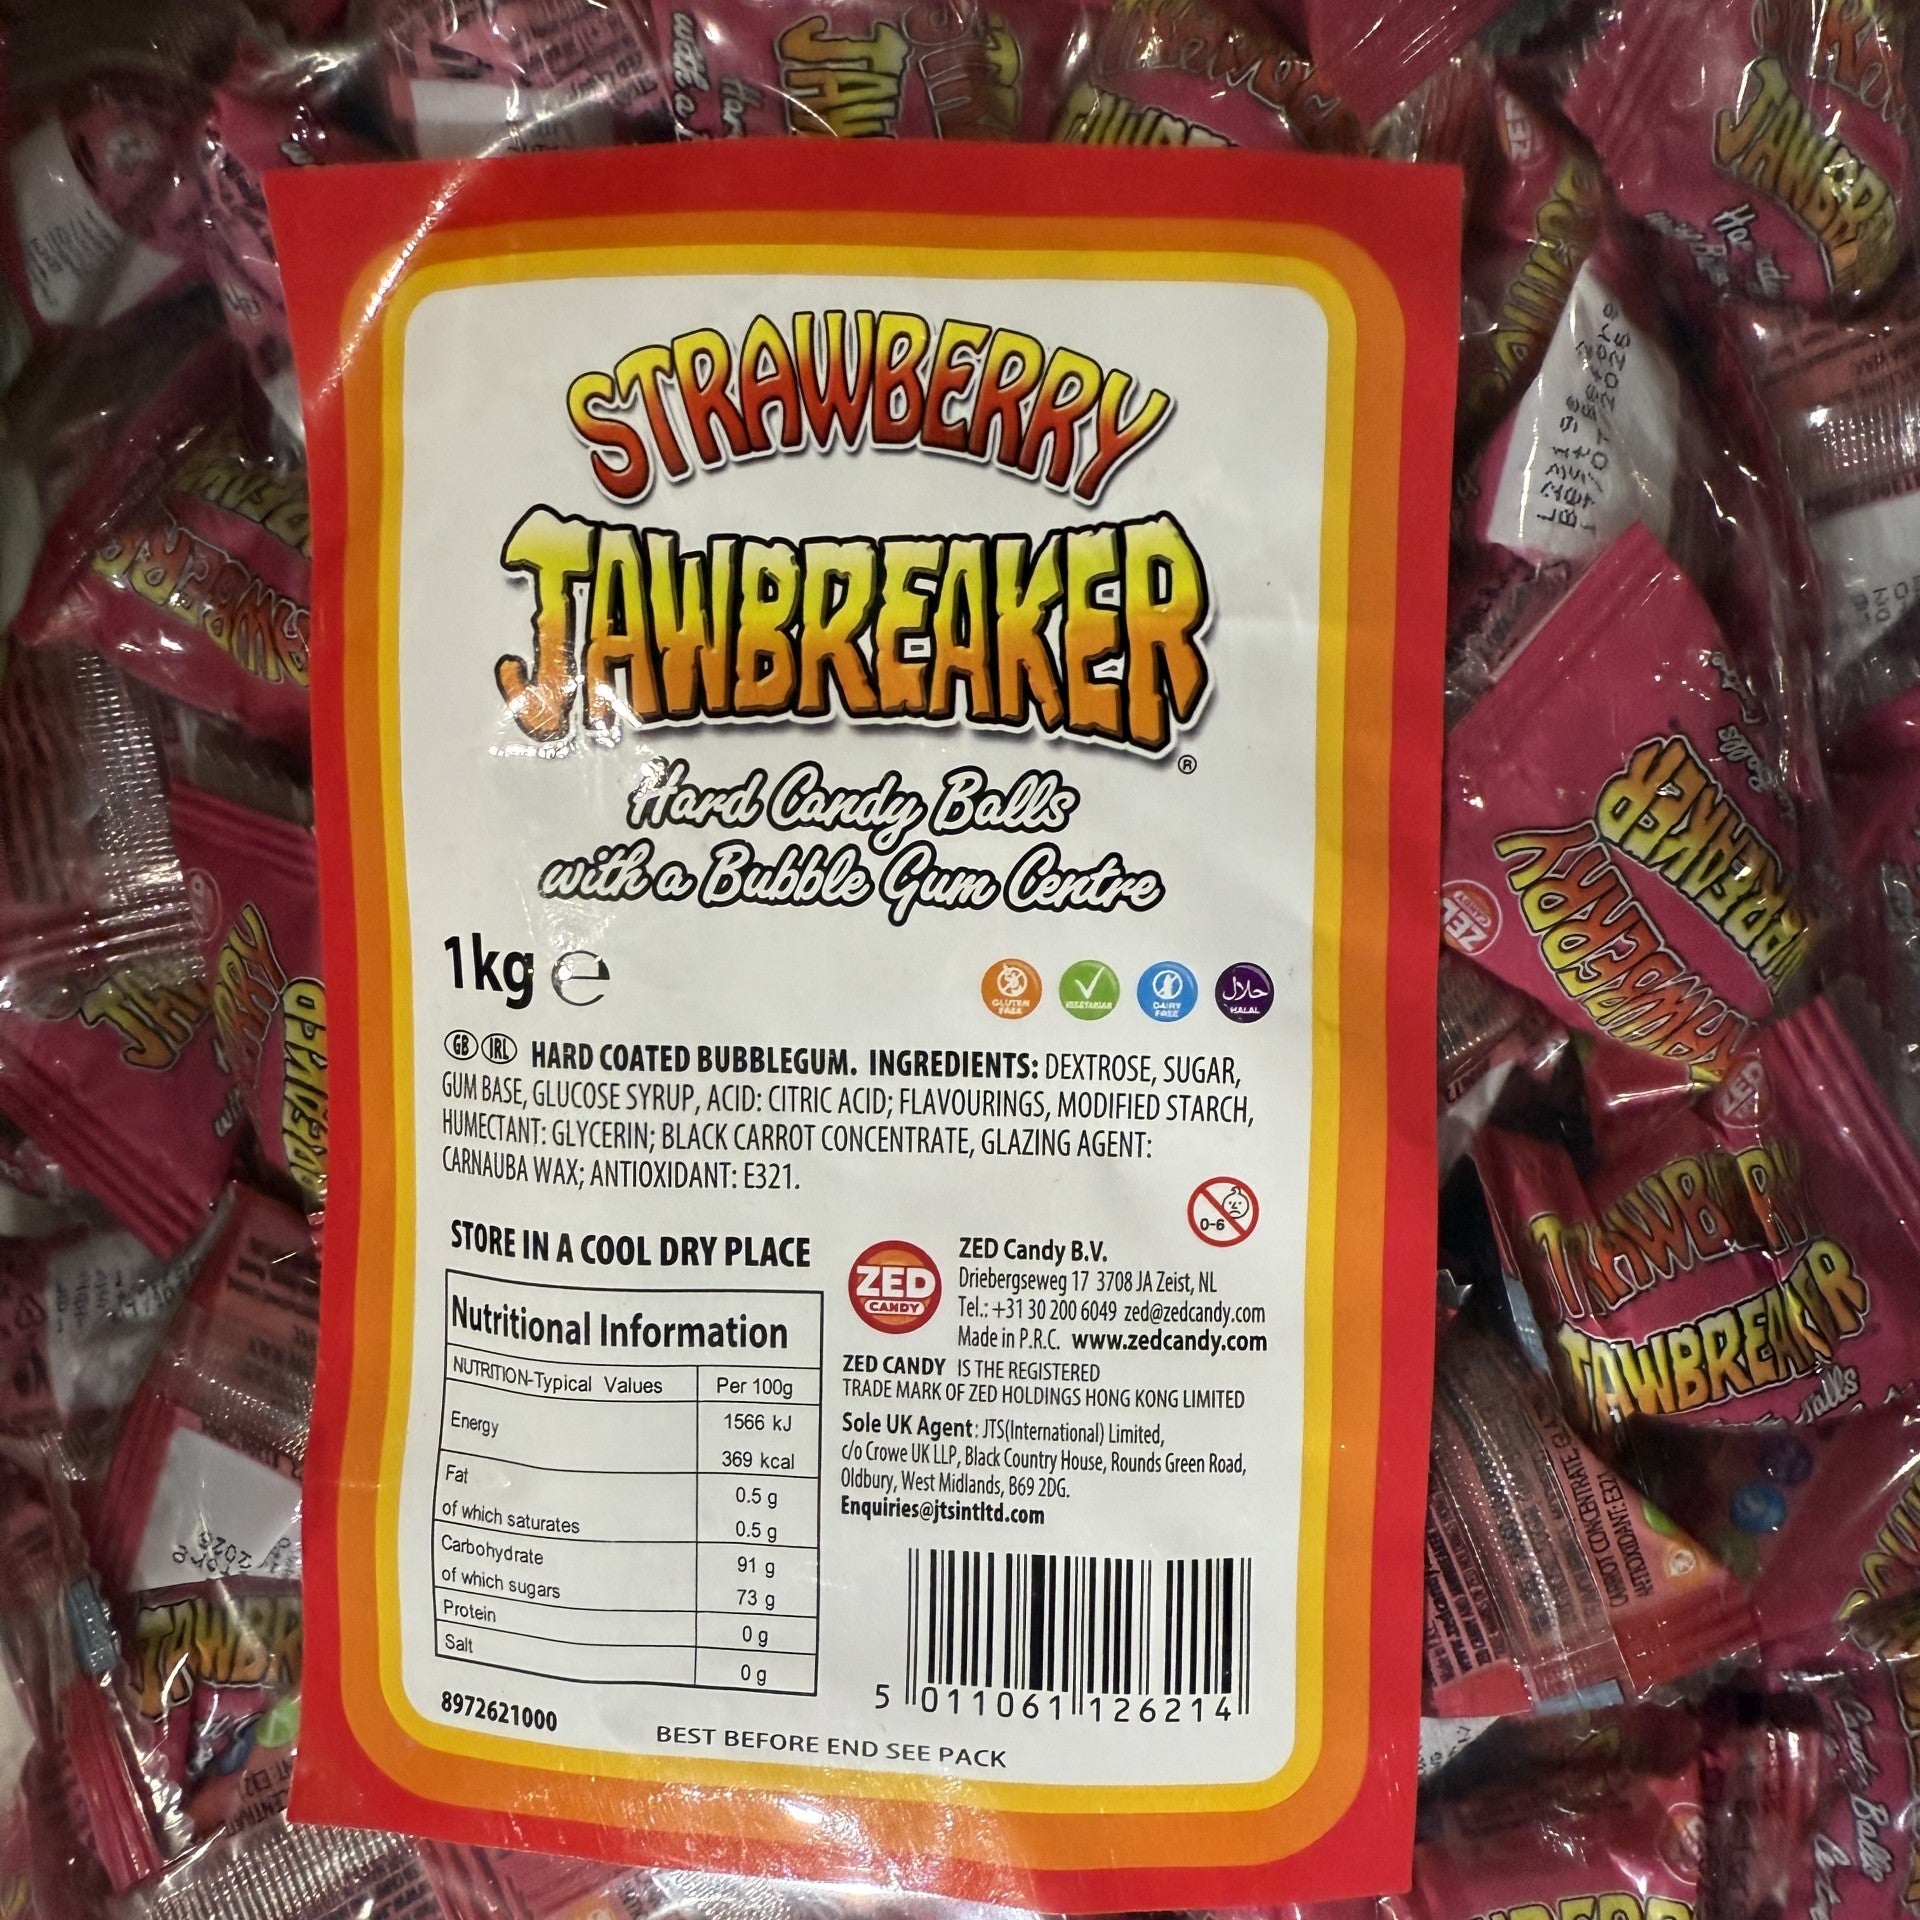 STRAWBERRY
JAWBREAKER
®
Hard Candy Balls
with a Bubble Gum Centre
1kg ℮
GLUTEN FREE
VEGETARIAN
DAIRY FREE
حلال HALAL
GB IRL HARD COATED BUBBLEGUM. INGREDIENTS: DEXTROSE, SUGAR,
GUM BASE, GLUCOSE SYRUP, ACID: CITRIC ACID; FLAVOURINGS, MODIFIED STARCH,
HUMECTANT: GLYCERIN; BLACK CARROT CONCENTRATE, GLAZING AGENT:
CARNAUBA WAX; ANTIOXIDANT: E321.
0-6
STORE IN A COOL DRY PLACE
Nutritional Information
NUTRITION-Typical Values Per 100g
Energy 1566 kJ
369 kcal
Fat 0.5 g
of which saturates 0.5 g
Carbohydrate 91 g
of which sugars 73 g
Protein 0 g
Salt 0 g
8972621000
ZED CANDY
ZED Candy B.V.
Driebergseweg 17 3708 JA Zeist, NL
Tel.: +31 30 200 6049 zed@zedcandy.com
Made in P.R.C. www.zedcandy.com
ZED CANDY IS THE REGISTERED
TRADE MARK OF ZED HOLDINGS HONG KONG LIMITED
Sole UK Agent: JTS(International) Limited,
c/o Crowe UK LLP, Black Country House, Rounds Green Road,
Oldbury, West Midlands, B69 2DG.
Enquiries@jtsintltd.com
5 011061 126214
BEST BEFORE END SEE PACK
STRAWBERRY
JAWBREAKER
ZED CANDY
JAWBREAKER